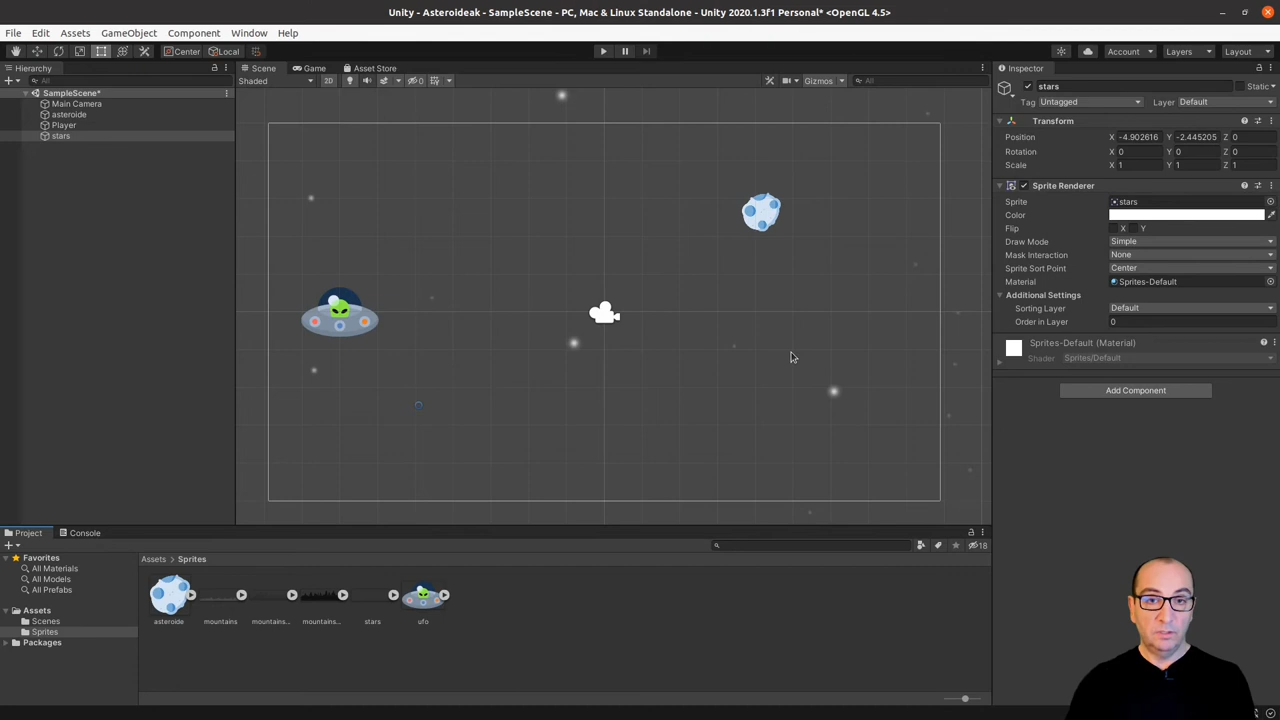 Unity - Asteroideak - SampleScene - PC, Mac & Linux Standalone - Unity 2020.1.3f1 Personal* <OpenGL 4.5>
File Edit Assets GameObject Component Window Help
Center Local Account Layers Layout
Hierarchy
All
SampleScene*
Main Camera
asteroide
Player
stars
Scene Game Asset Store
Shaded 2D 0 Gizmos All
Inspector
stars Static
Tag Untagged Layer Default
Transform
Position X -4.902616 Y -2.445205 Z 0
Rotation X 0 Y 0 Z 0
Scale X 1 Y 1 Z 1
Sprite Renderer
Sprite stars
Color
Flip X Y
Draw Mode Simple
Mask Interaction None
Sprite Sort Point Center
Material Sprites-Default
Additional Settings
Sorting Layer Default
Order in Layer 0
Sprites-Default (Material)
Shader Sprites/Default
Add Component
Project Console
18
Favorites
All Materials
All Models
All Prefabs
Assets
Scenes
Sprites
Packages
Assets Sprites
asteroide mountains mountains... mountains... stars ufo